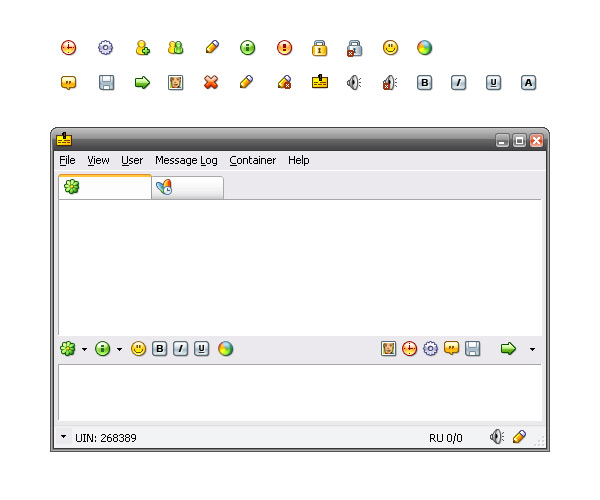 B I U A
File View User Message Log Container Help
B I U
UIN: 268389 RU 0/0